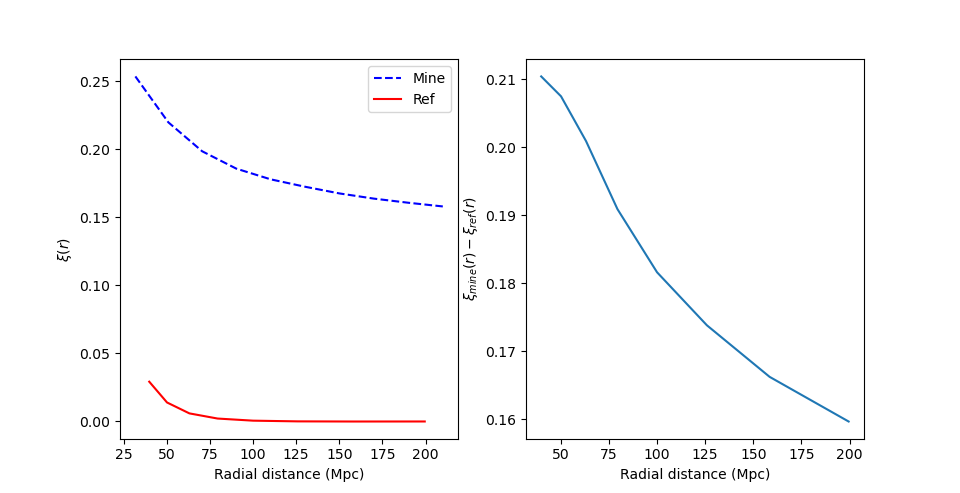 0.25
0.20
0.15
0.10
0.05
0.00
ξ(r)
25 50 75 100 125 150 175 200
Radial distance (Mpc)
Mine
Ref
0.21
0.20
0.19
0.18
0.17
0.16
ξmine(r) − ξref(r)
50 75 100 125 150 175 200
Radial distance (Mpc)